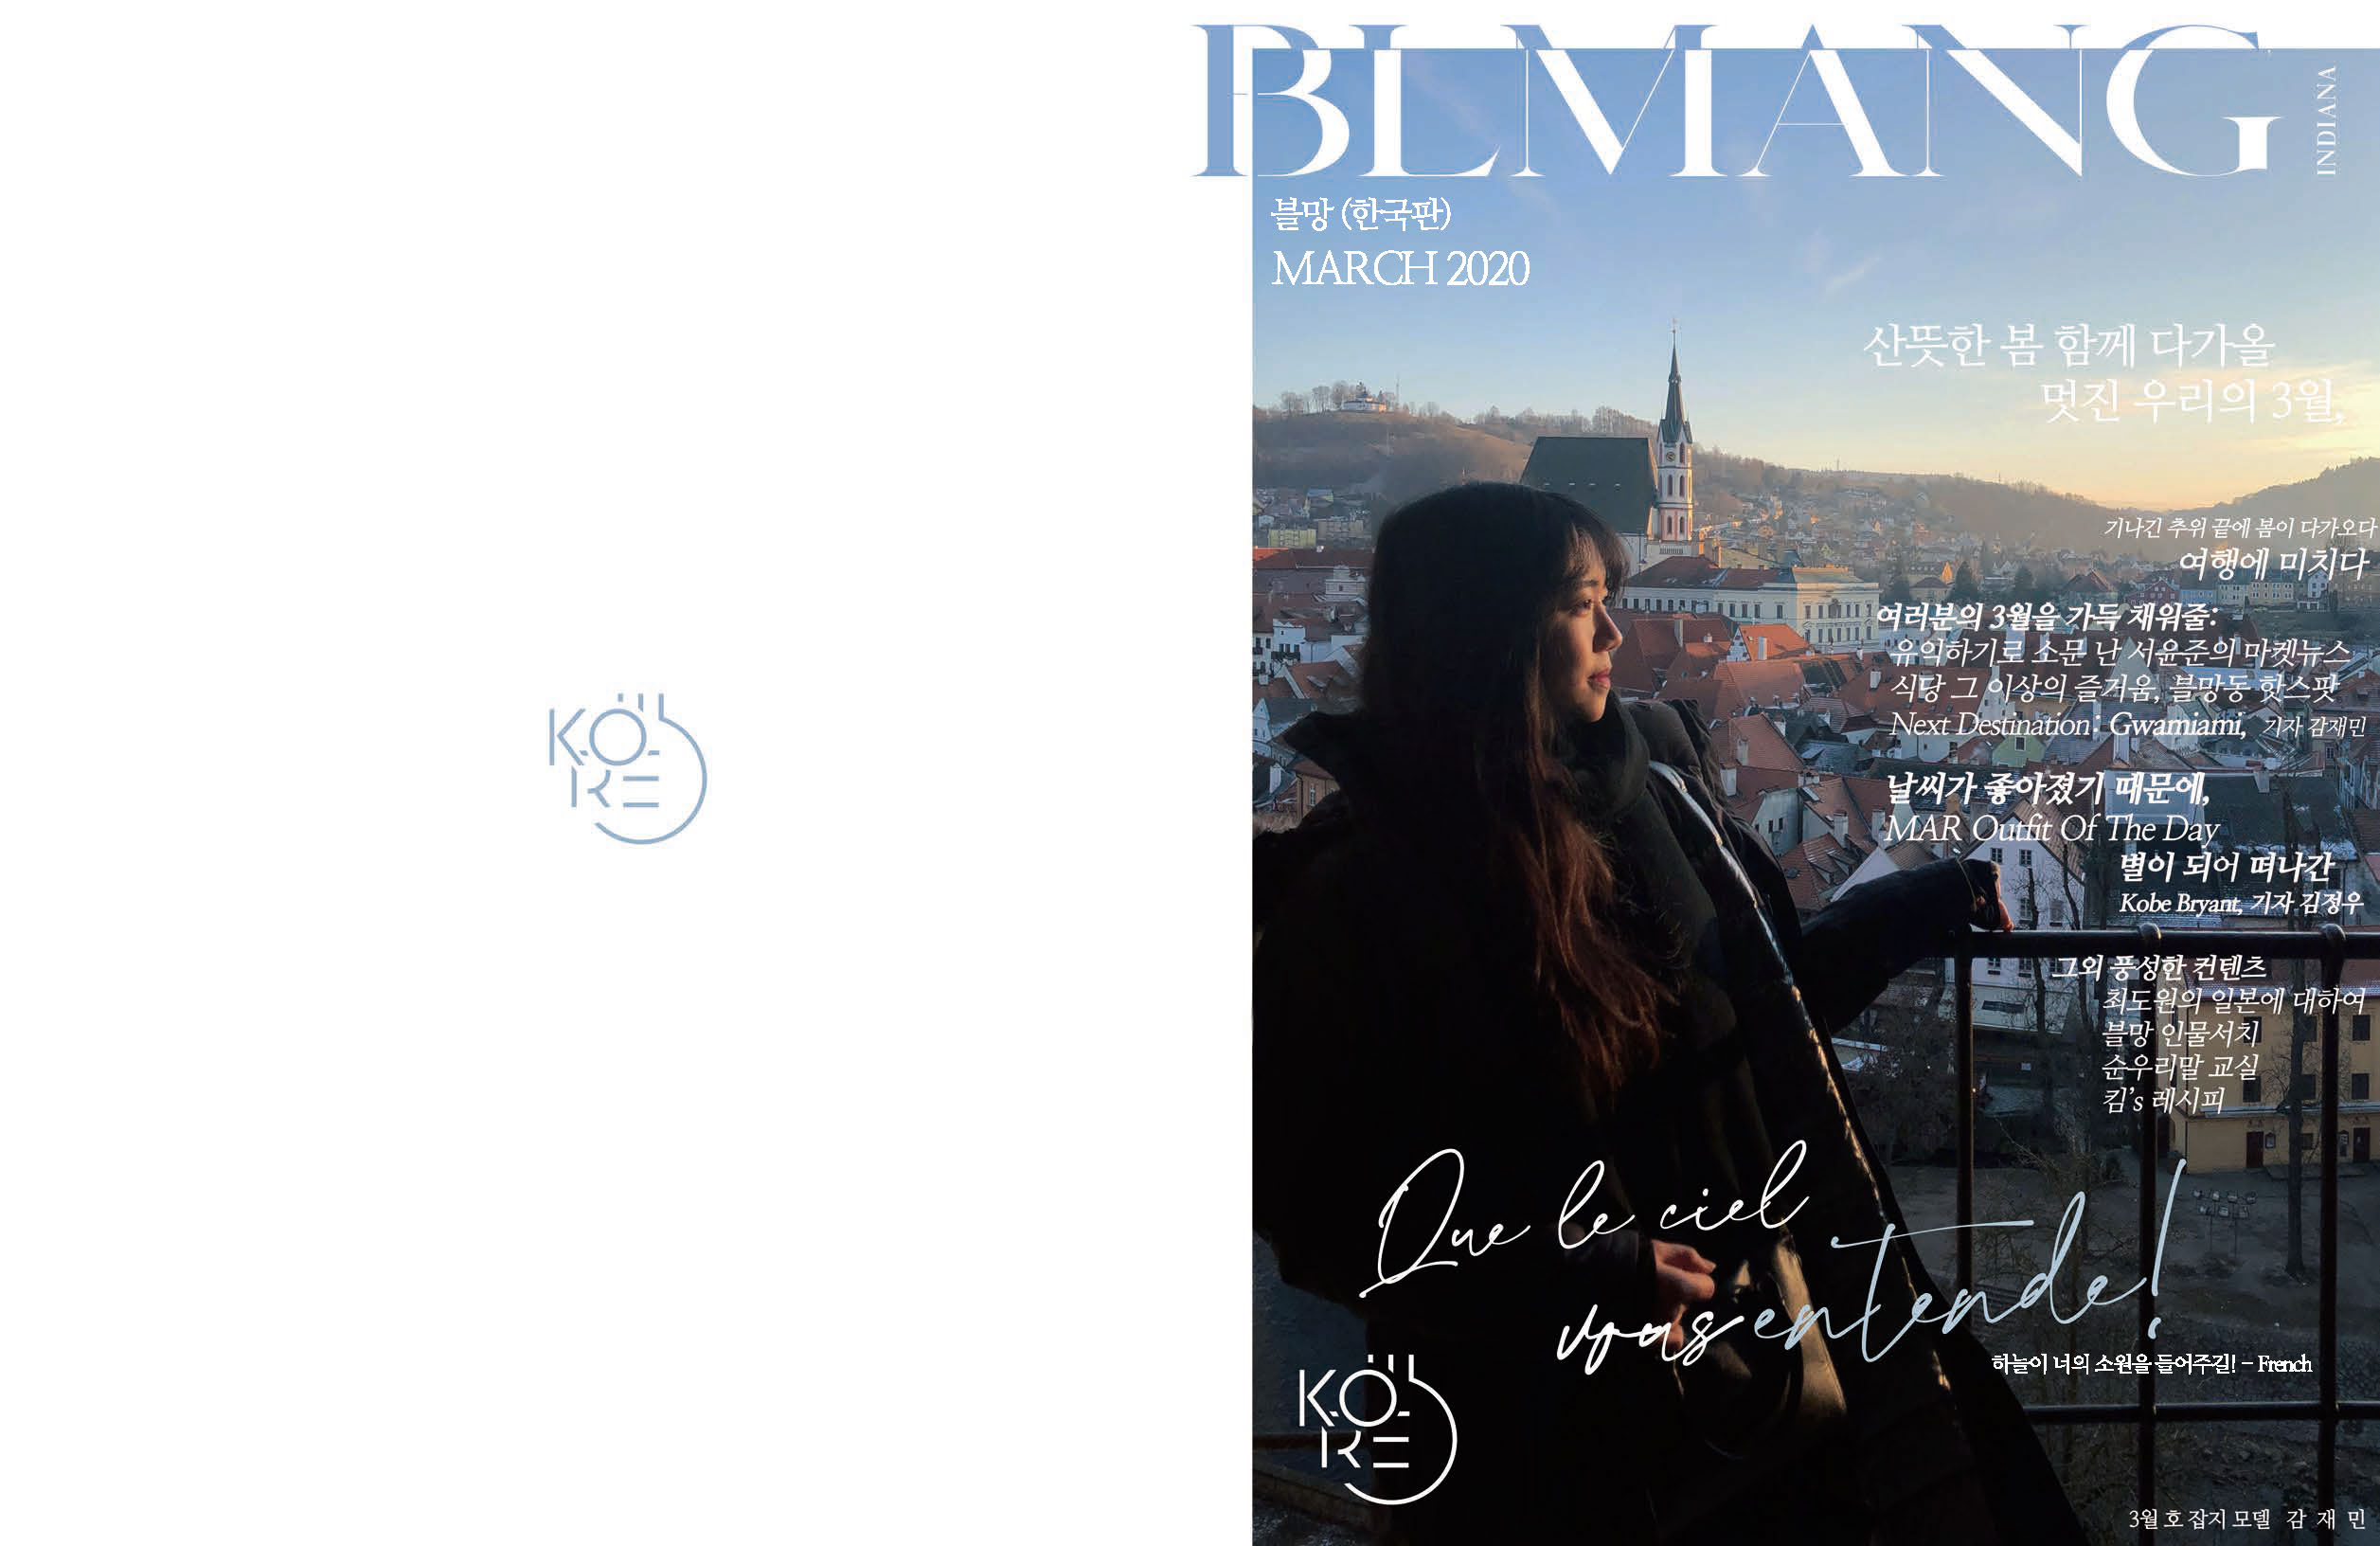 BLMANG
INDIANA
블망 (한국판)
MARCH 2020
산뜻한 봄 함께 다가올
멋진 우리의 3월,
기나긴 추위 끝에 봄이 다가오다
여행에 미치다
여러분의 3월을 가득 채워줄:
유익하기로 소문 난 서윤준의 마켓뉴스
식당 그 이상의 즐거움, 블망동 핫스팟
Next Destination: Gwamiami, 기자 감재민
날씨가 좋아졌기 때문에,
MAR Outfit Of The Day
별이 되어 떠나간
Kobe Bryant, 기자 김정우
그외 풍성한 컨텐츠
최도원의 일본에 대하여
블망 인물서치
순우리말 교실
킴's 레시피
Que le ciel
vous entende!
하늘이 너의 소원을 들어주길! - French
KO
RE
KO
RE
3월 호 잡지 모델 감 재 민